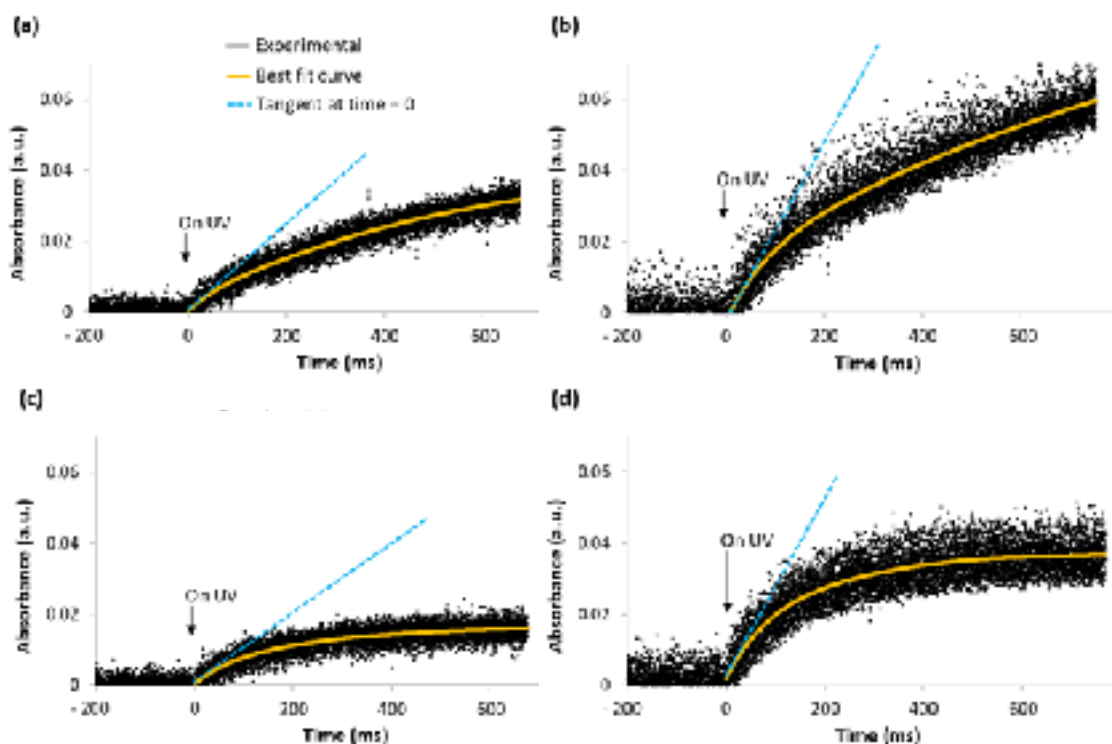 (a)
Experimental
Best fit curve
Tangent at time = 0
Absorbance (a.u.)
0.06
0.04
0.02
0
On UV
- 200
0
200
400
600
Time (ms)
(b)
Absorbance (a.u.)
0.06
0.04
0.02
0
On UV
- 200
0
200
400
600
Time (ms)
(c)
Absorbance (a.u.)
0.06
0.04
0.02
0
On UV
- 200
0
200
400
600
Time (ms)
(d)
Absorbance (a.u.)
0.06
0.04
0.02
0
On UV
- 200
0
200
400
600
Time (ms)